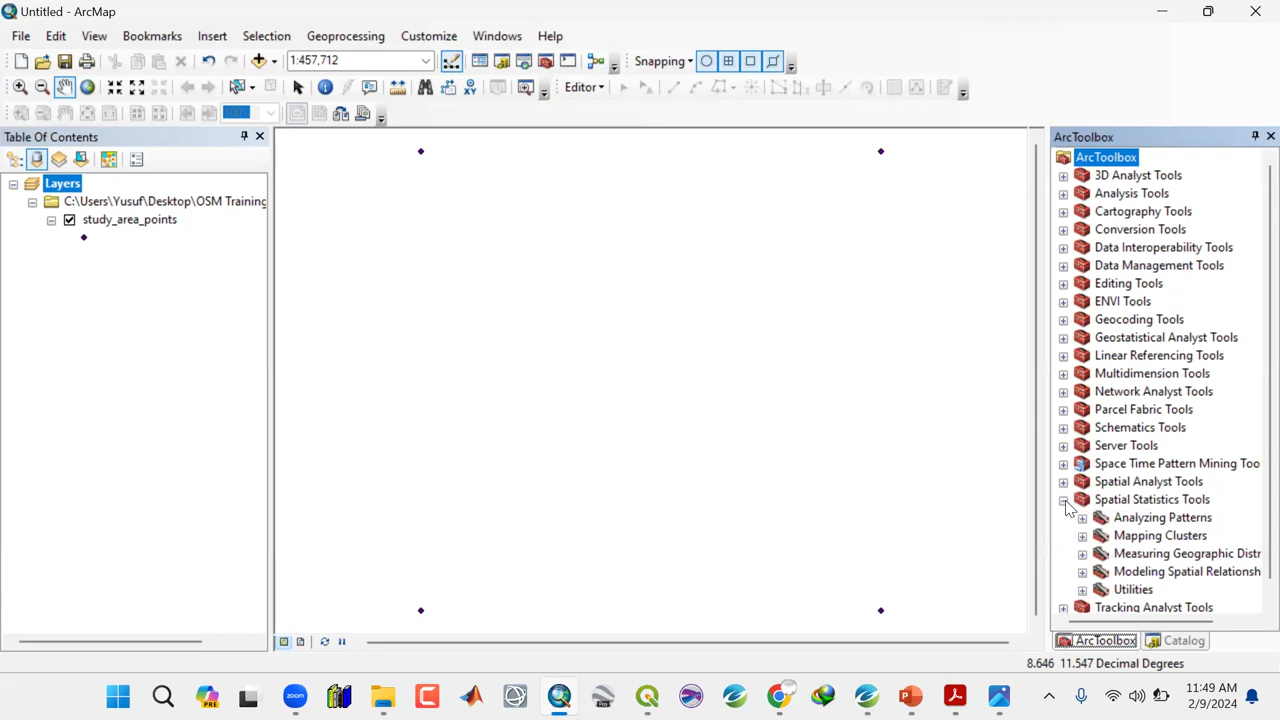 Untitled - ArcMap
File Edit View Bookmarks Insert Selection Geoprocessing Customize Windows Help
1:457,712 Snapping
Editor
100%
Table Of Contents
Layers
C:\Users\Yusuf\Desktop\OSM Training
study_area_points
ArcToolbox
ArcToolbox
3D Analyst Tools
Analysis Tools
Cartography Tools
Conversion Tools
Data Interoperability Tools
Data Management Tools
Editing Tools
ENVI Tools
Geocoding Tools
Geostatistical Analyst Tools
Linear Referencing Tools
Multidimension Tools
Network Analyst Tools
Parcel Fabric Tools
Schematics Tools
Server Tools
Space Time Pattern Mining Too
Spatial Analyst Tools
Spatial Statistics Tools
Analyzing Patterns
Mapping Clusters
Measuring Geographic Distr
Modeling Spatial Relationsh
Utilities
Tracking Analyst Tools
ArcToolbox Catalog
8.646 11.547 Decimal Degrees
PRE
Pro
11:49 AM
2/9/2024